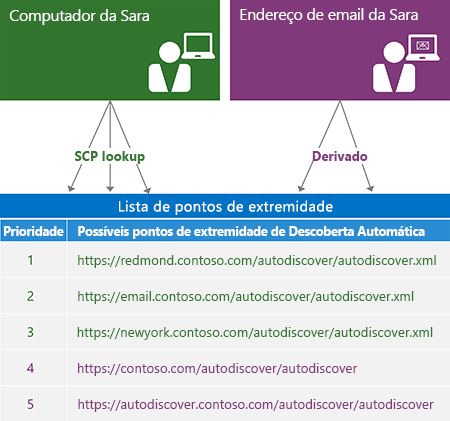 Computador da Sara
Endereço de email da Sara
SCP lookup
Derivado
Lista de pontos de extremidade
Prioridade Possíveis pontos de extremidade de Descoberta Automática
1 https://redmond.contoso.com/autodiscover/autodiscover.xml
2 https://email.contoso.com/autodiscover/autodiscover.xml
3 https://newyork.contoso.com/autodiscover/autodiscover.xml
4 https://contoso.com/autodiscover/autodiscover
5 https://autodiscover.contoso.com/autodiscover/autodiscover